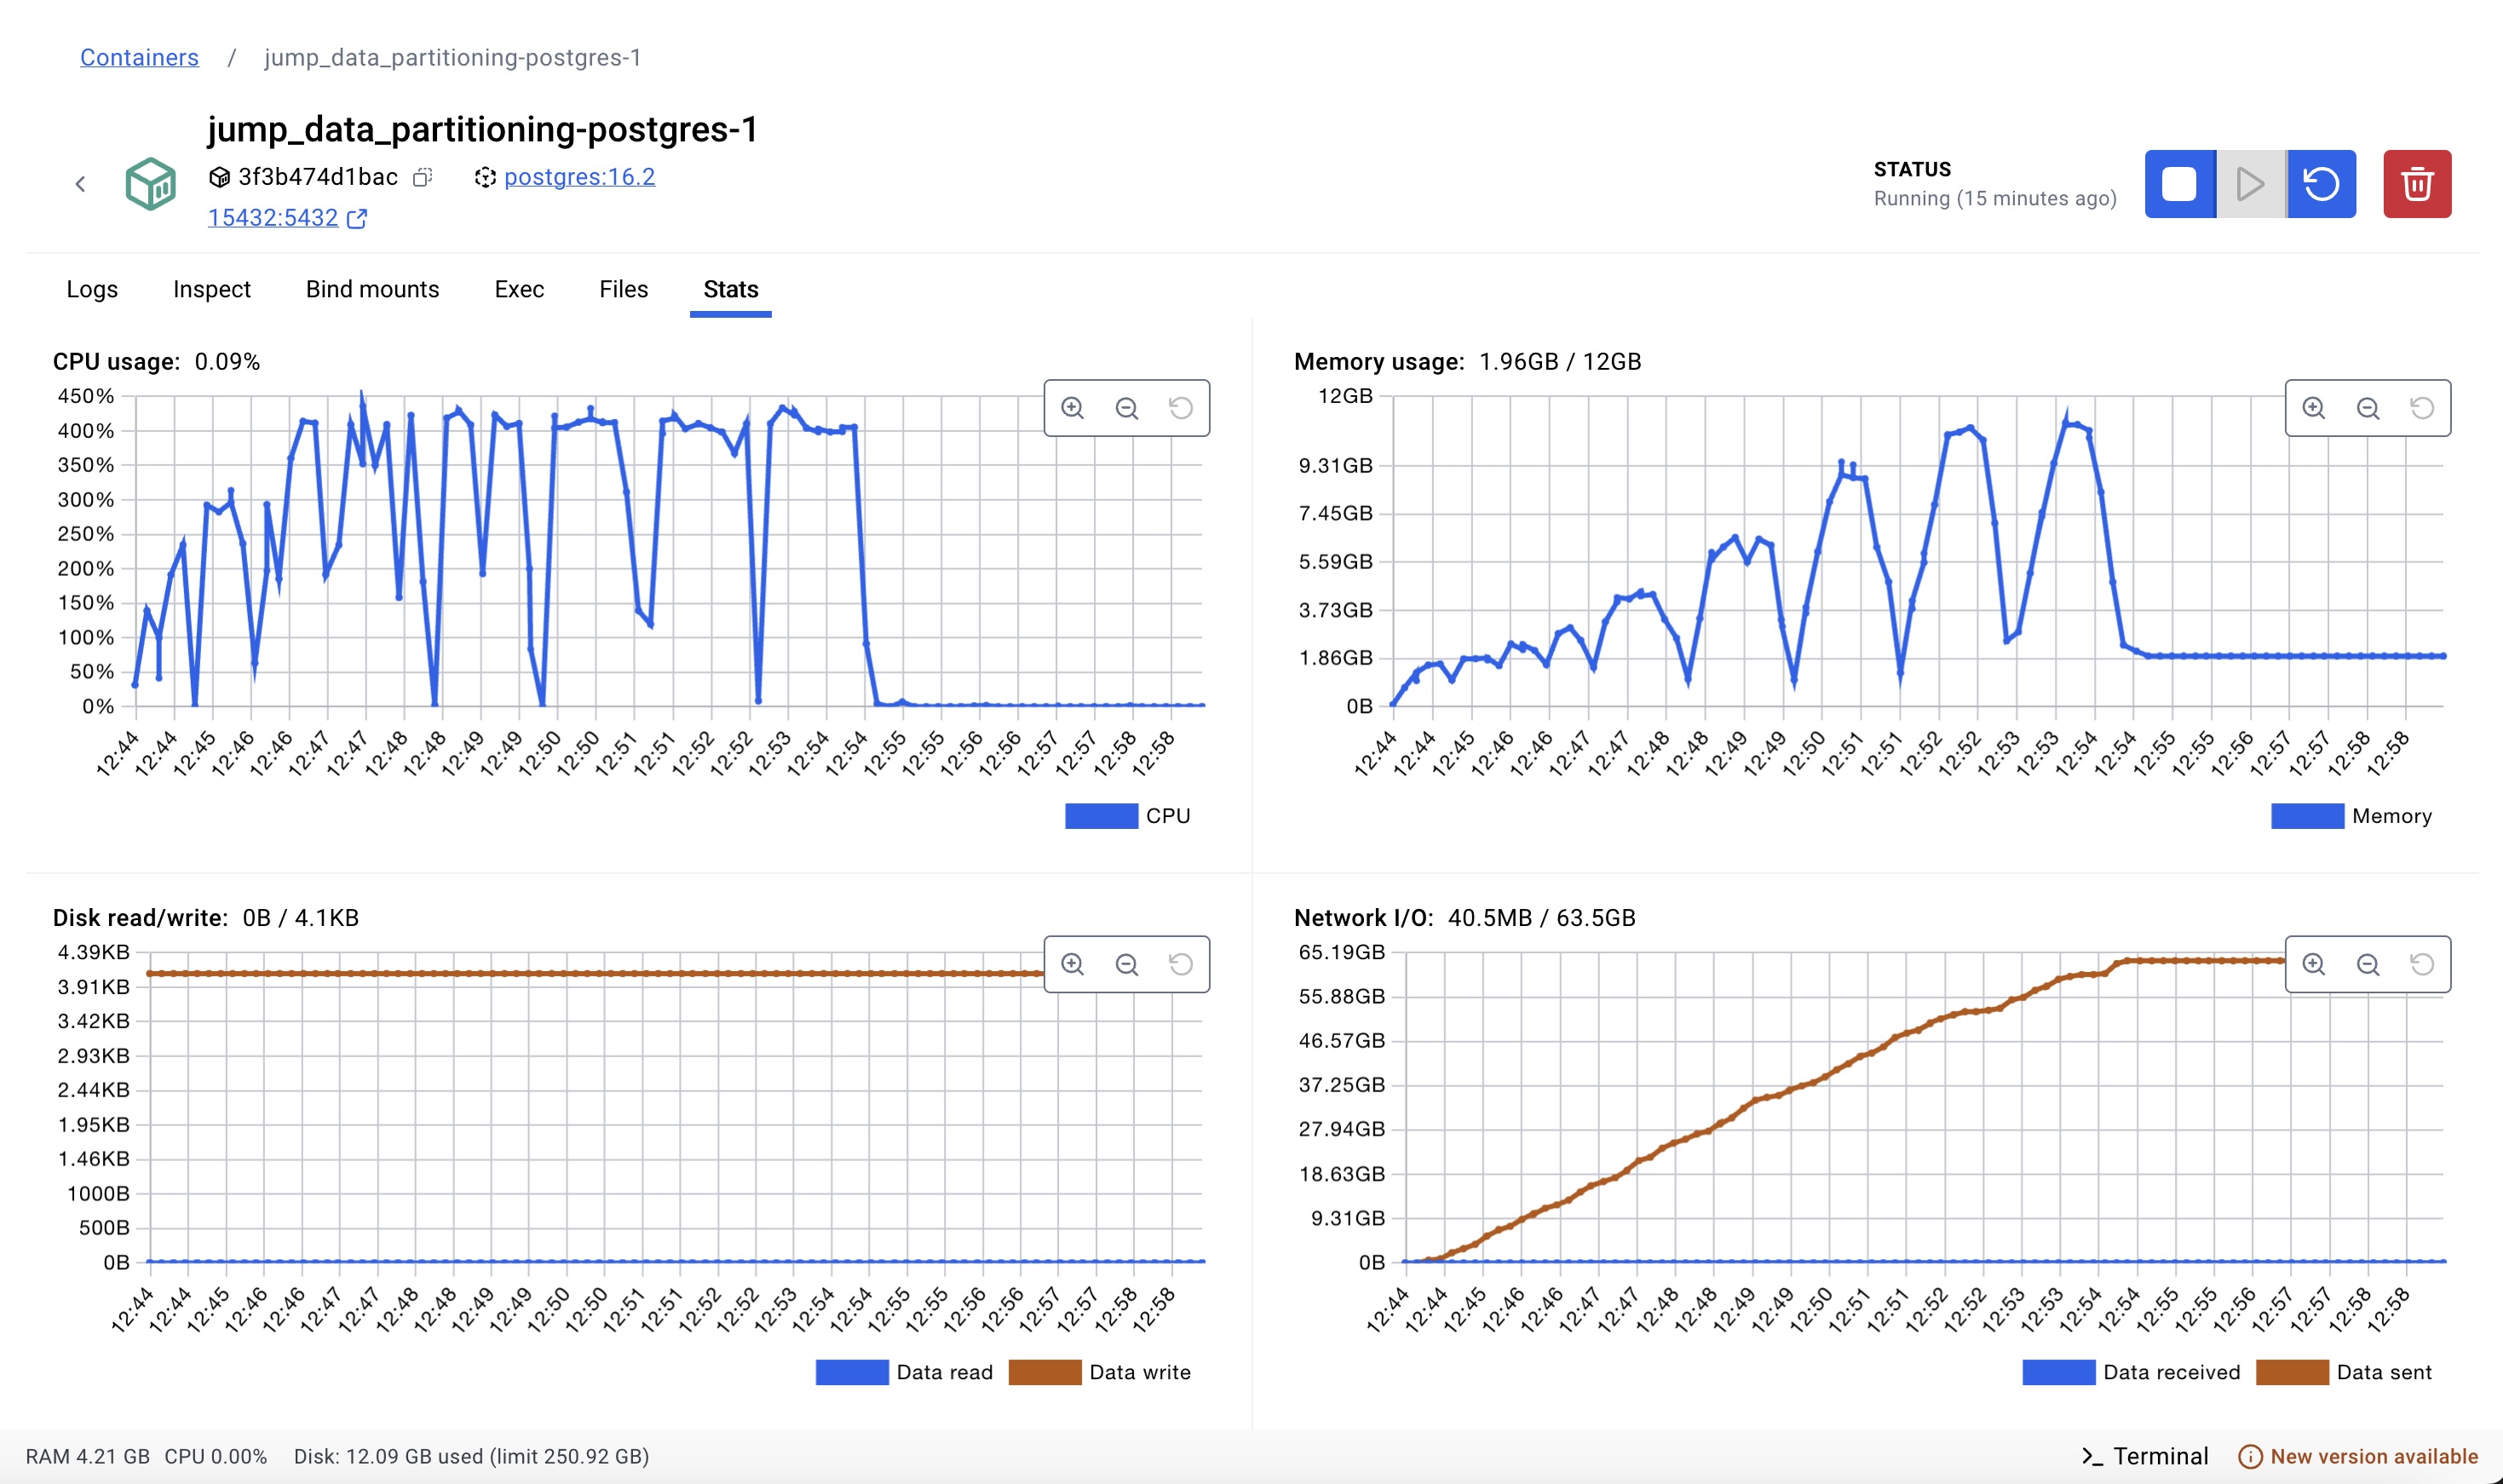 Containers / jump_data_partitioning-postgres-1
jump_data_partitioning-postgres-1
3f3b474d1bac postgres:16.2
15432:5432
STATUS
Running (15 minutes ago)
Logs Inspect Bind mounts Exec Files Stats
CPU usage: 0.09%
450%
400%
350%
300%
250%
200%
150%
100%
50%
0%
12:44 12:44 12:45 12:46 12:46 12:47 12:47 12:48 12:48 12:49 12:49 12:50 12:50 12:51 12:51 12:52 12:52 12:53 12:54 12:54 12:55 12:55 12:56 12:56 12:57 12:57 12:58 12:58
CPU
Memory usage: 1.96GB / 12GB
12GB
9.31GB
7.45GB
5.59GB
3.73GB
1.86GB
0B
12:44 12:44 12:45 12:46 12:46 12:47 12:47 12:48 12:48 12:49 12:49 12:50 12:51 12:51 12:52 12:52 12:53 12:53 12:54 12:54 12:55 12:55 12:56 12:57 12:57 12:58 12:58
Memory
Disk read/write: 0B / 4.1KB
4.39KB
3.91KB
3.42KB
2.93KB
2.44KB
1.95KB
1.46KB
1000B
500B
0B
12:44 12:44 12:45 12:46 12:46 12:47 12:47 12:48 12:48 12:49 12:49 12:50 12:50 12:51 12:51 12:52 12:52 12:53 12:54 12:54 12:55 12:55 12:56 12:56 12:57 12:57 12:58 12:58
Data read Data write
Network I/O: 40.5MB / 63.5GB
65.19GB
55.88GB
46.57GB
37.25GB
27.94GB
18.63GB
9.31GB
0B
12:44 12:44 12:45 12:46 12:46 12:47 12:47 12:48 12:48 12:49 12:49 12:50 12:51 12:51 12:52 12:52 12:53 12:53 12:54 12:54 12:55 12:55 12:56 12:57 12:57 12:58 12:58
Data received Data sent
RAM 4.21 GB CPU 0.00% Disk: 12.09 GB used (limit 250.92 GB)
Terminal
New version available